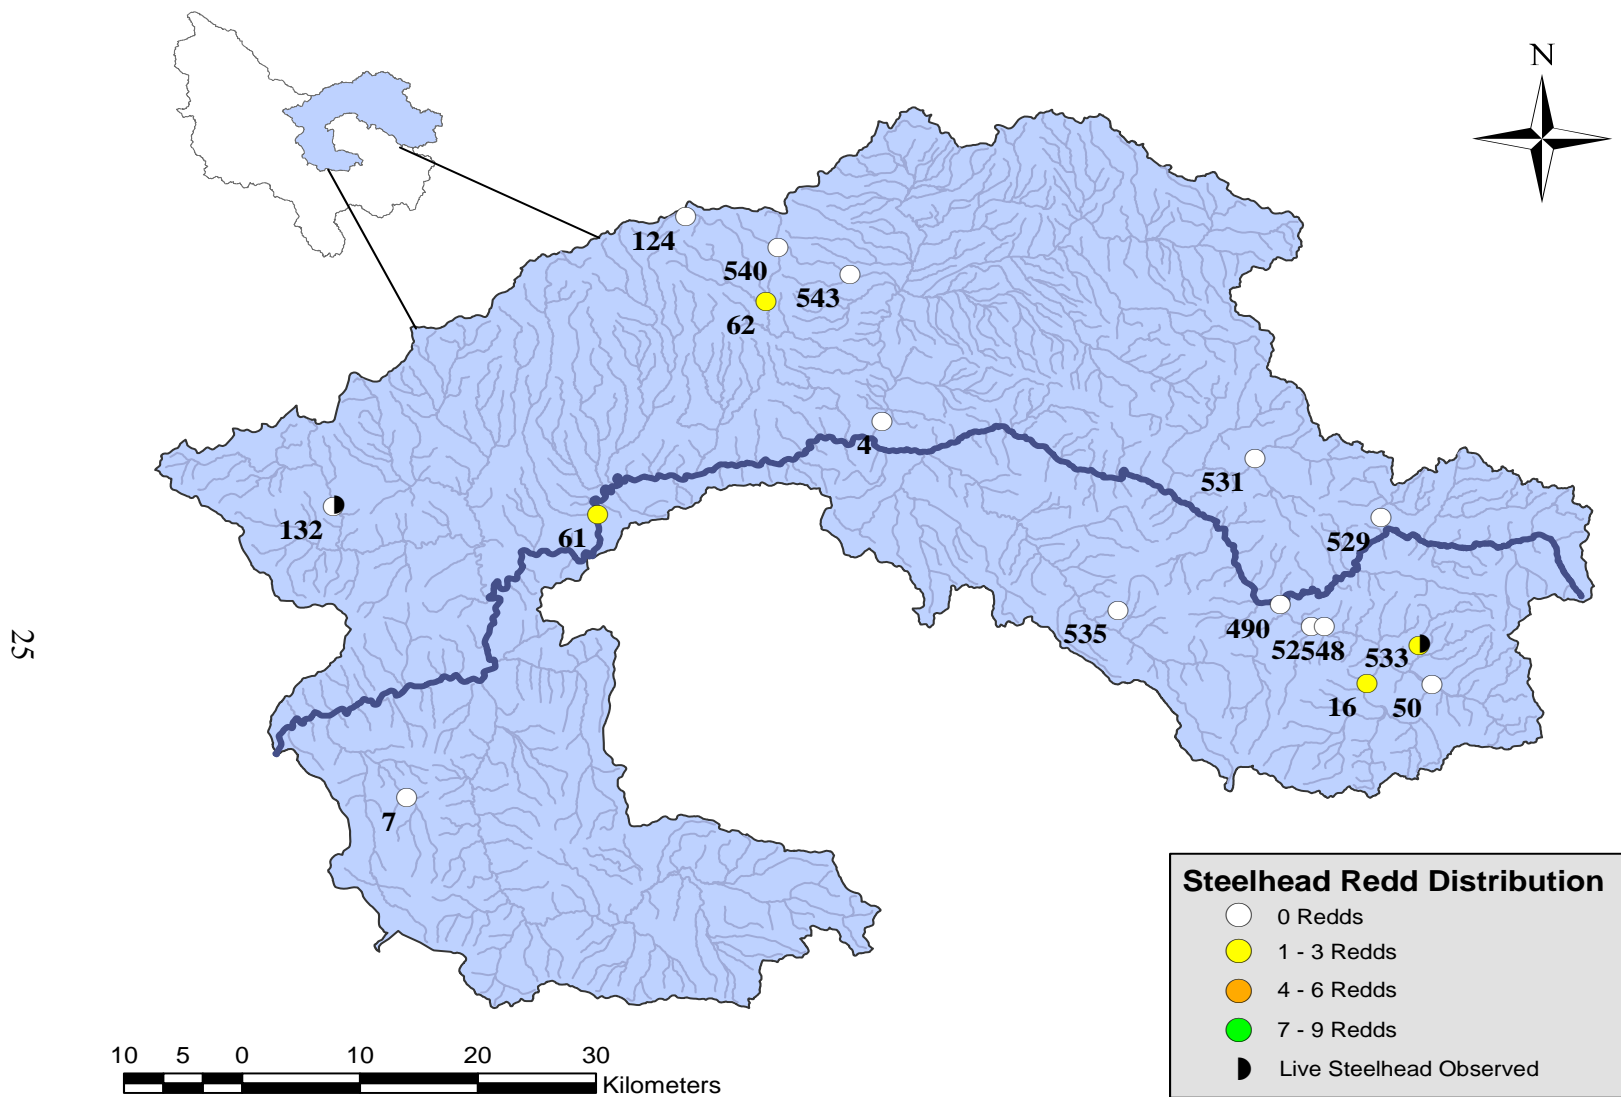 N
124
540
543
62
4
531
132
61
529
535
490
52
548
533
16
50
7
25
Steelhead Redd Distribution
0 Redds
1 - 3 Redds
4 - 6 Redds
7 - 9 Redds
Live Steelhead Observed
10 5 0 10 20 30
Kilometers